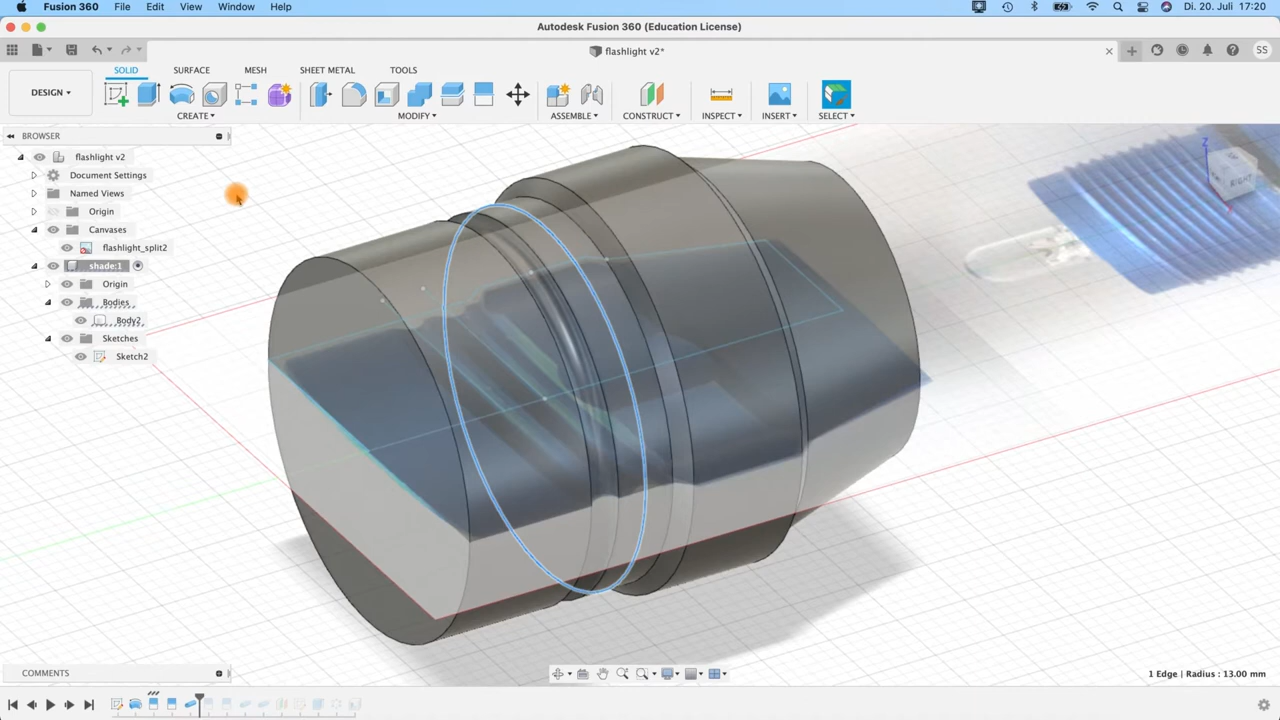 Fusion 360 File Edit View Window Help Di. 20. Juli 17:20
Autodesk Fusion 360 (Education License)
flashlight v2*
SS
DESIGN
SOLID SURFACE MESH SHEET METAL TOOLS
CREATE MODIFY ASSEMBLE CONSTRUCT INSPECT INSERT SELECT
BROWSER
flashlight v2
Document Settings
Named Views
Origin
Canvases
flashlight_split2
shade:1
Origin
Bodies
Body2
Sketches
Sketch2
Z
RIGHT
COMMENTS
1 Edge | Radius : 13.00 mm